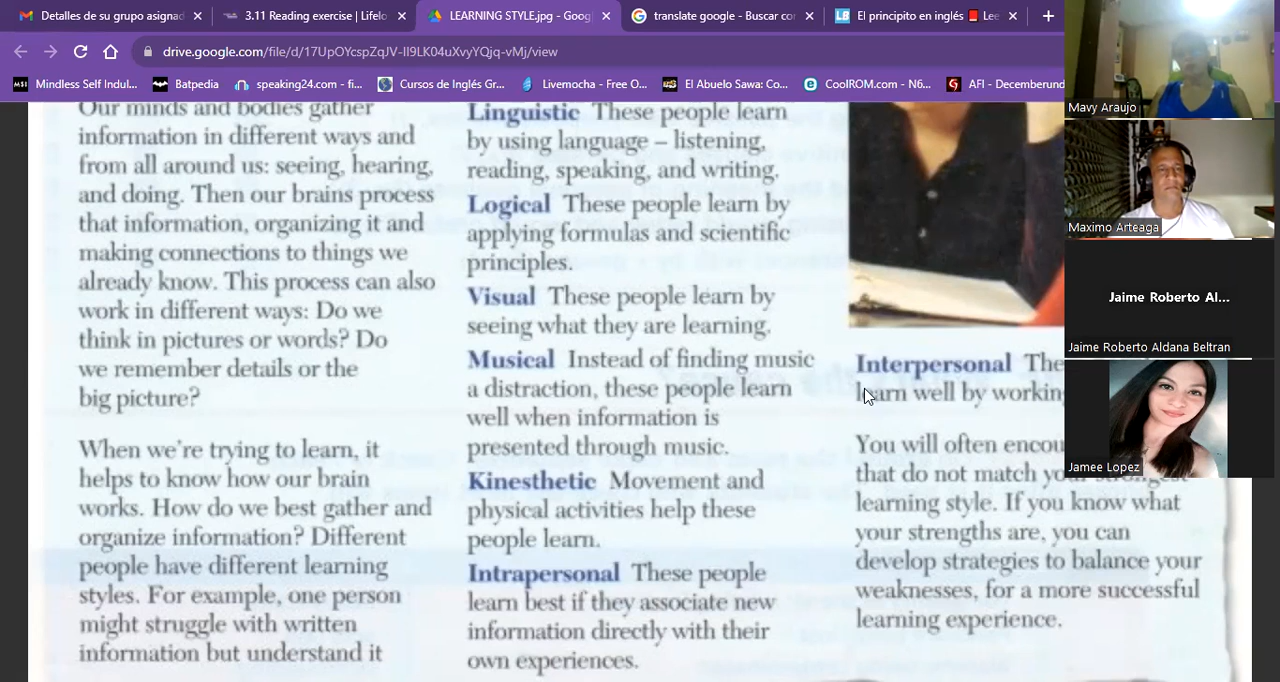 Detalles de su grupo asignad
3.11 Reading exercise | Lifelo
LEARNING STYLE.jpg - Goog
translate google - Buscar co
El principito en inglés Lee
drive.google.com/file/d/17UpOYcspZqJV-II9LK04uXvyYQjq-vMj/view
Mindless Self Indul...
Batpedia
speaking24.com - fi...
Cursos de Inglés Gr...
Livemocha - Free O...
El Abuelo Sawa: Co...
CoolROM.com - N6...
AFI - Decemberund
Our minds and bodies gather
information in different ways and
from all around us: seeing, hearing,
and doing. Then our brains process
that information, organizing it and
making connections to things we
already know. This process can also
work in different ways: Do we
think in pictures or words? Do
we remember details or the
big picture?
When we're trying to learn, it
helps to know how our brain
works. How do we best gather and
organize information? Different
people have different learning
styles. For example, one person
might struggle with written
information but understand it
Linguistic These people learn
by using language – listening,
reading, speaking, and writing.
Logical These people learn by
applying formulas and scientific
principles.
Visual These people learn by
seeing what they are learning.
Musical Instead of finding music
a distraction, these people learn
well when information is
presented through music.
Kinesthetic Movement and
physical activities help these
people learn.
Intrapersonal These people
learn best if they associate new
information directly with their
own experiences.
Interpersonal The
learn well by working
You will often encou
that do not match your strongest
learning style. If you know what
your strengths are, you can
develop strategies to balance your
weaknesses, for a more successful
learning experience.
Mavy Araujo
Maximo Arteaga
Jaime Roberto Al...
Jaime Roberto Aldana Beltran
Jamee Lopez